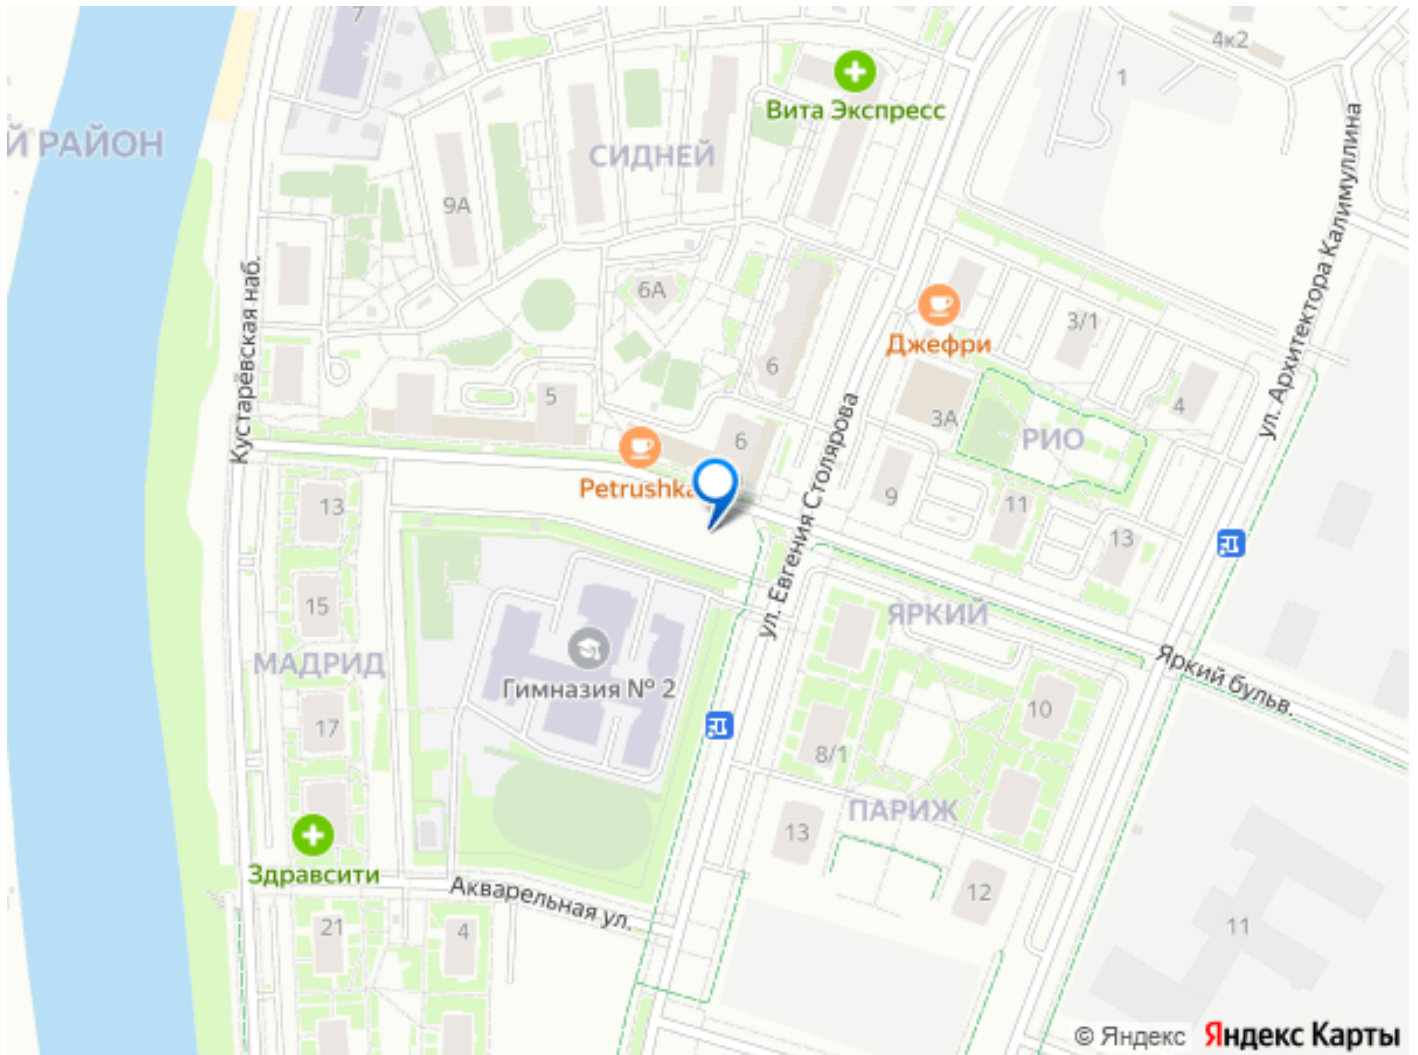 7
4к2
1
Вита Экспресс
Й РАЙОН
СИДНЕЙ
9А
ул. Архитектора Калимуллина
Кустарёвская наб.
6А
3/1
Джефри
6
5
4
3А
РИО
6
ул. Евгения Столярова
Petrushka
9
11
13
13
15
ЯРКИЙ
МАДРИД
Гимназия № 2
Яркий бульв.
17
10
8/1
ПАРИЖ
13
Здравсити
Акварельная ул.
12
21
4
11
© Яндекс Яндекс Карты